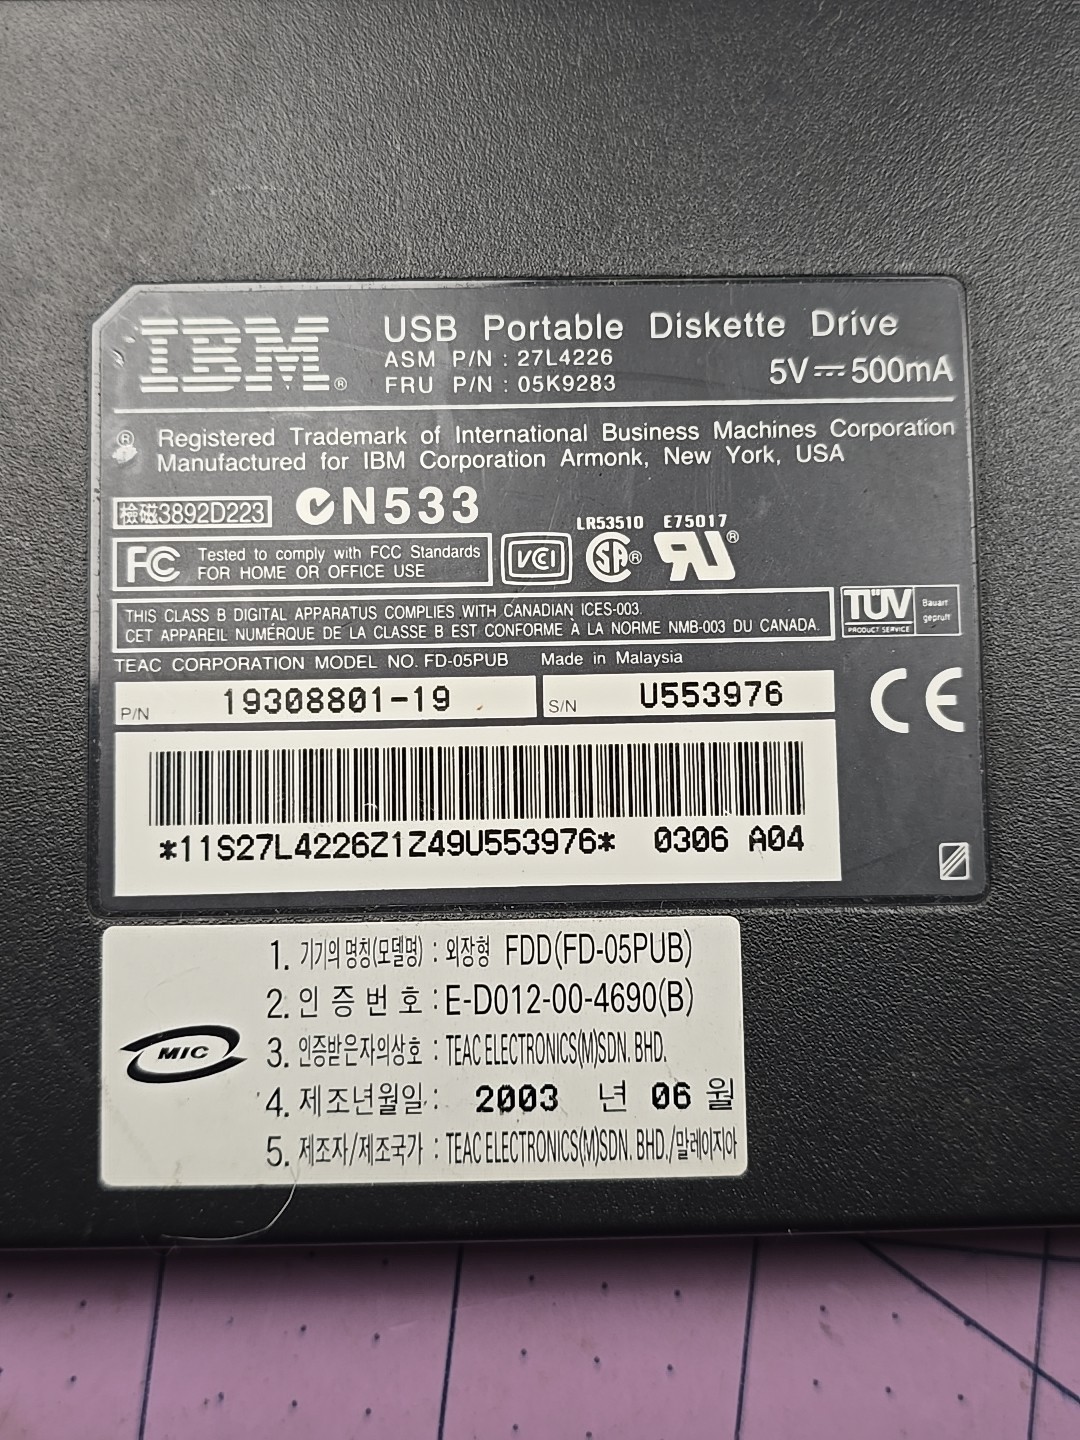 IBM®
USB Portable Diskette Drive
ASM P/N : 27L4226
FRU P/N : 05K9283
5V⎓500mA
® Registered Trademark of International Business Machines Corporation
Manufactured for IBM Corporation Armonk, New York, USA
檢磁3892D223
N533
LR53510 E75017
FC Tested to comply with FCC Standards
FOR HOME OR OFFICE USE
VCI
SA®
RU®
THIS CLASS B DIGITAL APPARATUS COMPLIES WITH CANADIAN ICES-003.
CET APPAREIL NUMÉRQUE DE LA CLASSE B EST CONFORME À LA NORME NMB-003 DU CANADA.
TÜV
PRODUCT SERVICE
Bauart
geprüft
TEAC CORPORATION MODEL NO. FD-05PUB Made in Malaysia
P/N 19308801-19
S/N U553976
CE
*11S27L4226Z1Z49U553976* 0306 A04
MIC
1. 기기의 명칭(모델명) : 외장형 FDD(FD-05PUB)
2. 인 증 번 호 : E-D012-00-4690(B)
3. 인증받은자의상호 : TEAC ELECTRONICS(M)SDN. BHD.
4. 제조년월일 : 2003 년 06 월
5. 제조자/제조국가 : TEAC ELECTRONICS(M)SDN. BHD./말레이지아